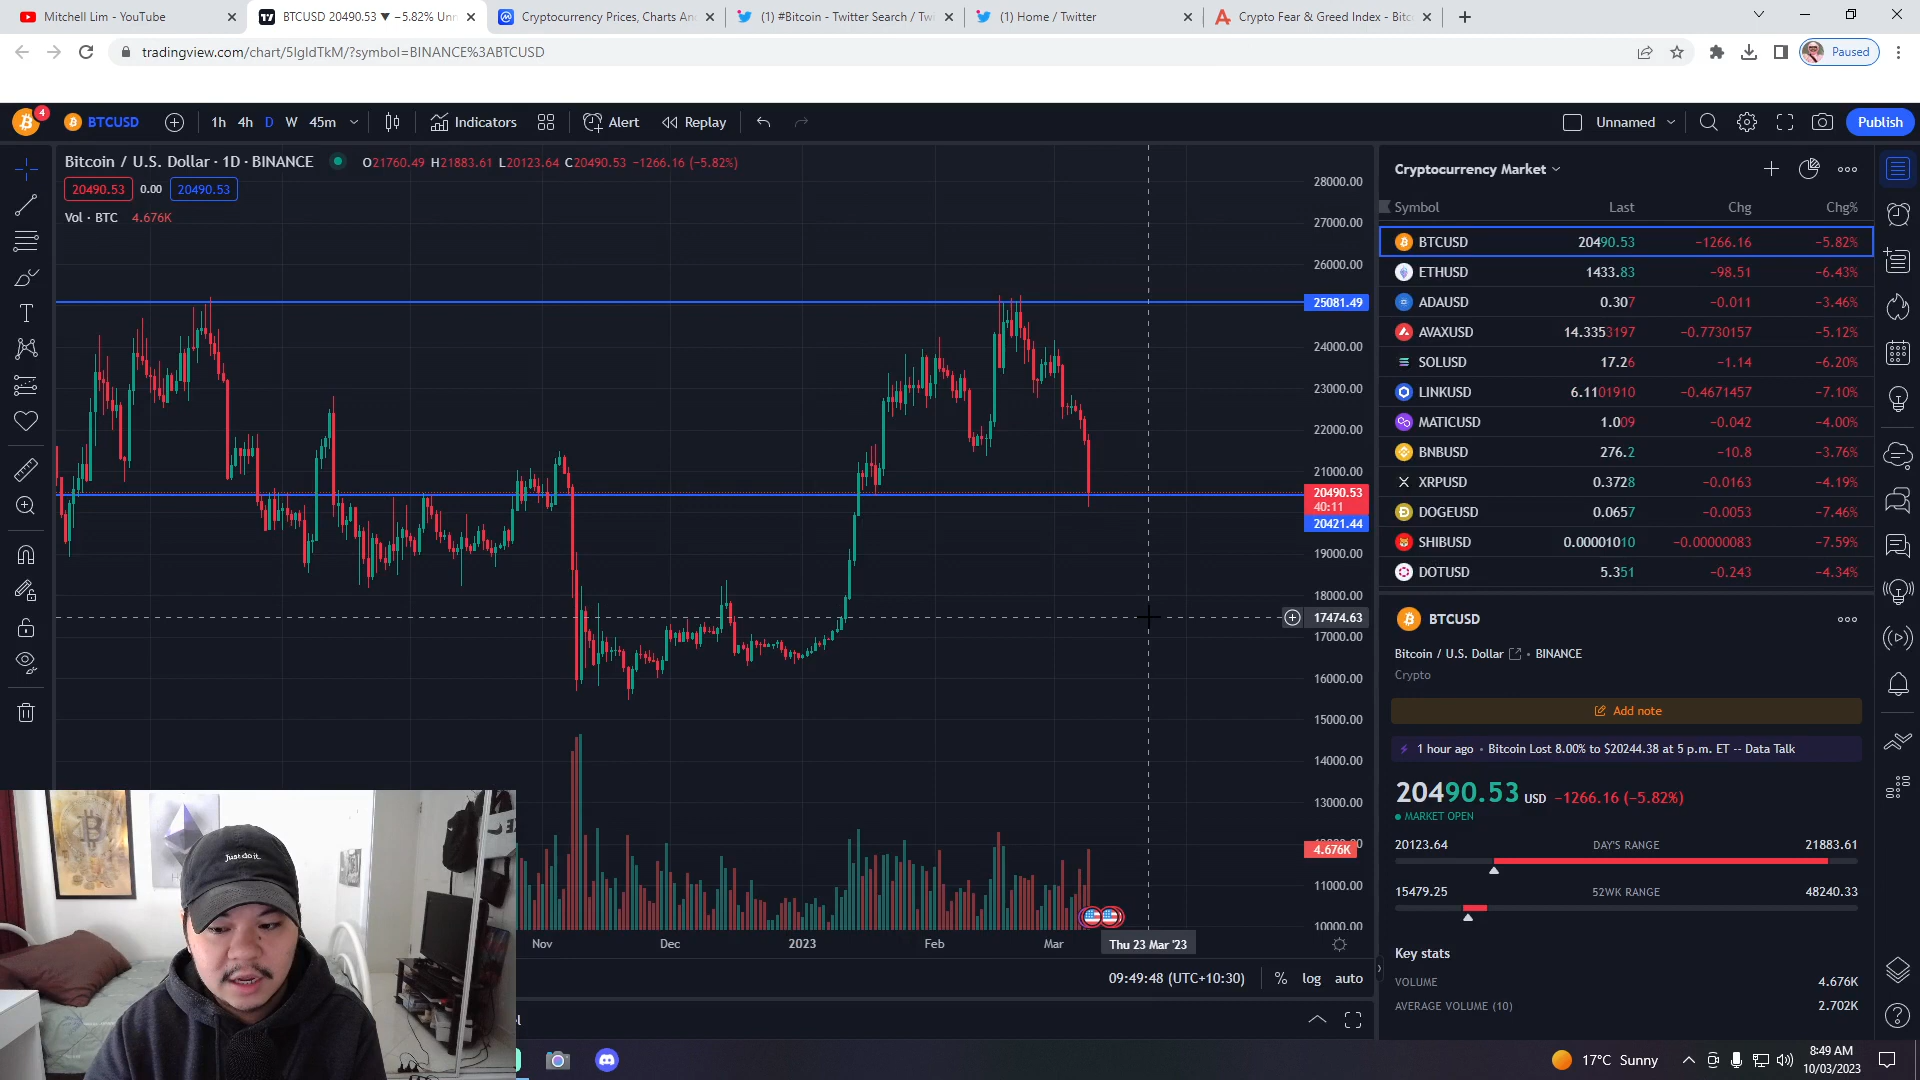 Mitchell Lim - YouTube
BTCUSD 20490.53 ▼ −5.82% Unn
Cryptocurrency Prices, Charts An
(1) #Bitcoin - Twitter Search / Twi
(1) Home / Twitter
Crypto Fear & Greed Index - Bitc
tradingview.com/chart/5IgIdTkM/?symbol=BINANCE%3ABTCUSD
Paused
4
BTCUSD
1h 4h D W 45m
Indicators
Alert
Replay
Unnamed
Publish
Bitcoin / U.S. Dollar · 1D · BINANCE
O21760.49 H21883.61 L20123.64 C20490.53 −1266.16 (−5.82%)
20490.53 0.00 20490.53
Vol · BTC 4.676K
28000.00
27000.00
26000.00
25081.49
24000.00
23000.00
22000.00
21000.00
20490.53
40:11
20421.44
19000.00
18000.00
17474.63
17000.00
16000.00
15000.00
14000.00
13000.00
4.676K
11000.00
10000.00
Nov Dec 2023 Feb Mar Thu 23 Mar '23
09:49:48 (UTC+10:30) % log auto
Cryptocurrency Market
Symbol Last Chg Chg%
BTCUSD 20490.53 −1266.16 −5.82%
ETHUSD 1433.83 −98.51 −6.43%
ADAUSD 0.307 −0.011 −3.46%
AVAXUSD 14.3353197 −0.7730157 −5.12%
SOLUSD 17.26 −1.14 −6.20%
LINKUSD 6.1101910 −0.4671457 −7.10%
MATICUSD 1.009 −0.042 −4.00%
BNBUSD 276.2 −10.8 −3.76%
XRPUSD 0.3728 −0.0163 −4.19%
DOGEUSD 0.0657 −0.0053 −7.46%
SHIBUSD 0.00001010 −0.00000083 −7.59%
DOTUSD 5.351 −0.243 −4.34%
BTCUSD
Bitcoin / U.S. Dollar • BINANCE
Crypto
Add note
1 hour ago • Bitcoin Lost 8.00% to $20244.38 at 5 p.m. ET -- Data Talk
20490.53 USD −1266.16 (−5.82%)
MARKET OPEN
20123.64 DAY'S RANGE 21883.61
15479.25 52WK RANGE 48240.33
Key stats
VOLUME 4.676K
AVERAGE VOLUME (10) 2.702K
Just do it.
17°C Sunny
8:49 AM
10/03/2023